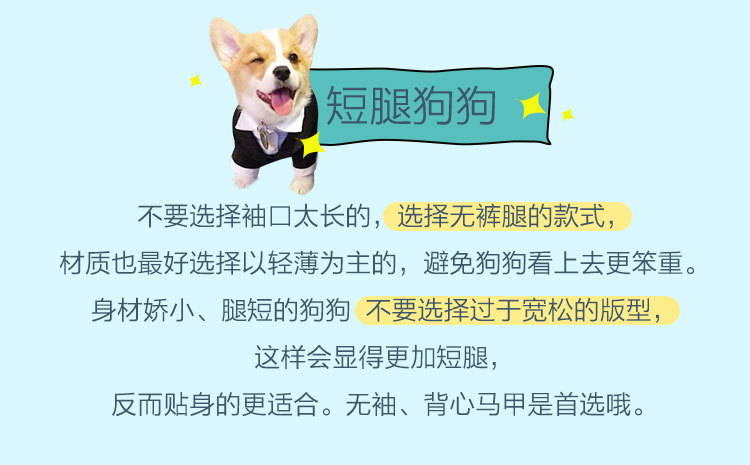 短腿狗狗
不要选择袖口太长的，选择无裤腿的款式，
材质也最好选择以轻薄为主的，避免狗狗看上去更笨重。
身材娇小、腿短的狗狗 不要选择过于宽松的版型，
这样会显得更加短腿，
反而贴身的更适合。无袖、背心马甲是首选哦。